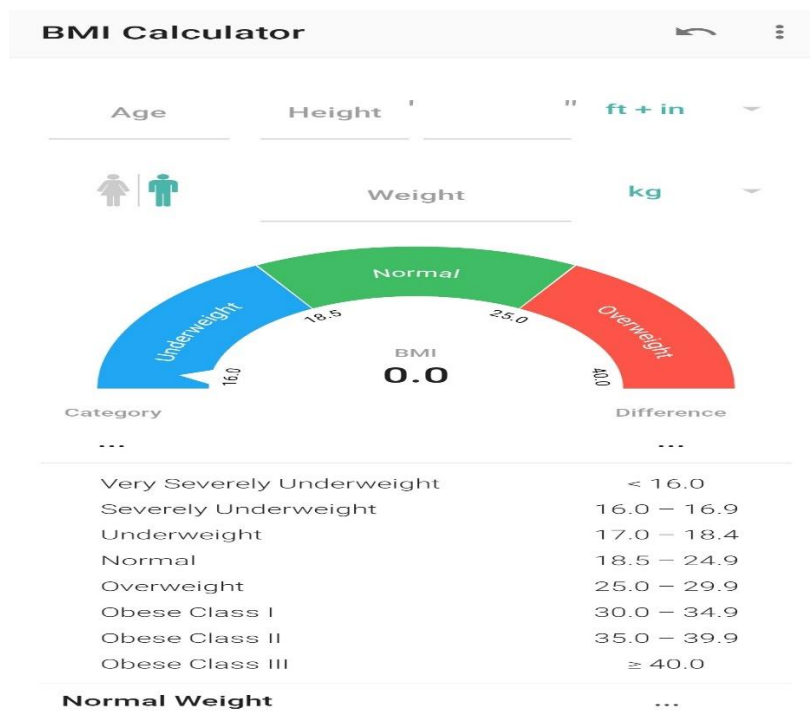 BMI Calculator
Age Height ' " ft + in
Weight kg
Underweight Normal Overweight
16.0 18.5 25.0 40.0
BMI
0.0
Category Difference
... ...
Very Severely Underweight < 16.0
Severely Underweight 16.0 – 16.9
Underweight 17.0 – 18.4
Normal 18.5 – 24.9
Overweight 25.0 – 29.9
Obese Class I 30.0 – 34.9
Obese Class II 35.0 – 39.9
Obese Class III ≥ 40.0
Normal Weight ...